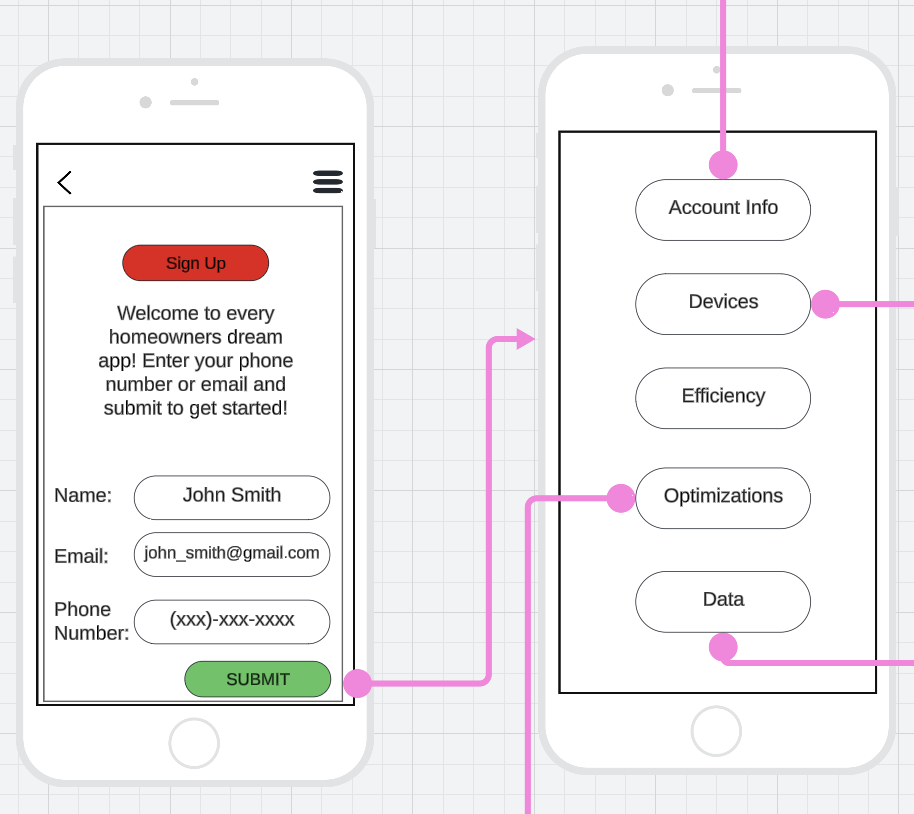 Sign Up
Welcome to every
homeowners dream
app! Enter your phone
number or email and
submit to get started!
Name:
John Smith
Email:
john_smith@gmail.com
Phone
Number:
(xxx)-xxx-xxxx
SUBMIT
Account Info
Devices
Efficiency
Optimizations
Data